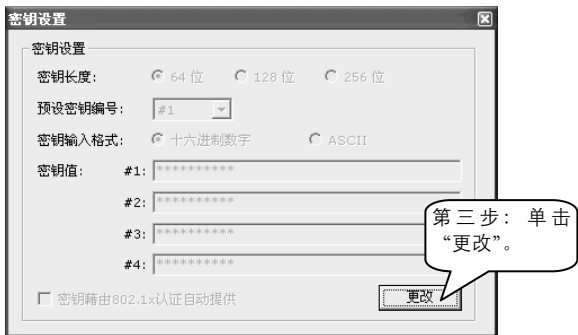 密钥设置
密钥设置
密钥长度： 64 位 128 位 256 位
预设密钥编号： #1
密钥输入格式： 十六进制数字 ASCII
密钥值： #1: **********
#2: **********
#3: **********
#4: **********
第三步：单击
“更改”。
密钥藉由802.1x认证自动提供 更改